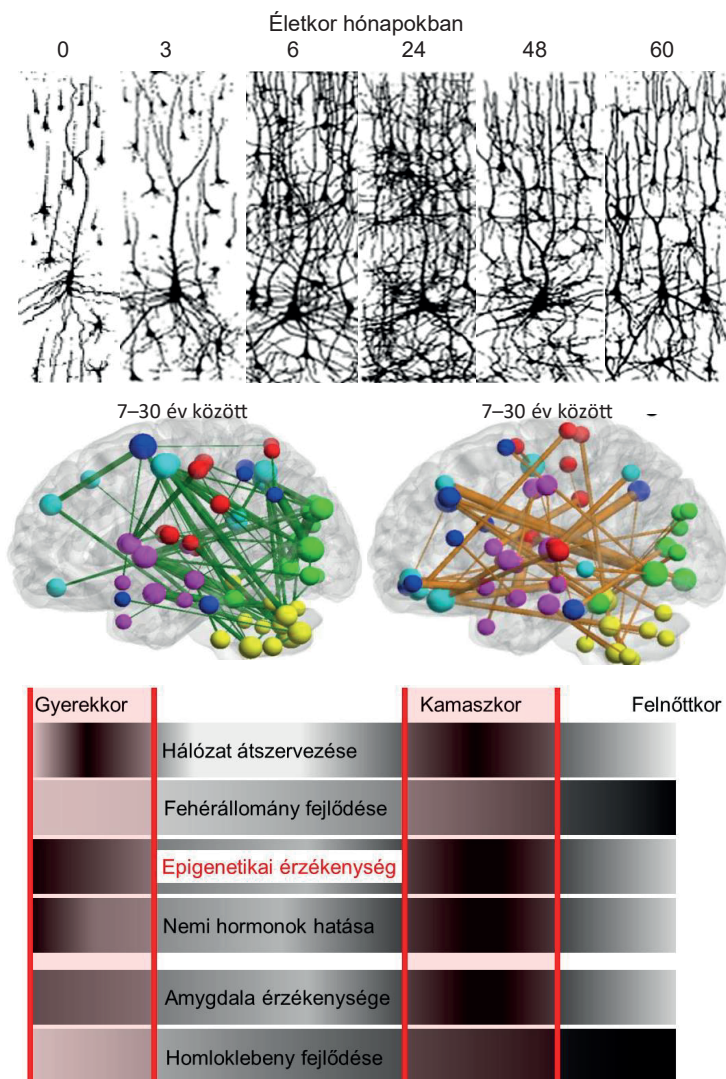 Életkor hónapokban
0 3 6 24 48 60
7–30 év között 7–30 év között
Gyerekkor Kamaszkor Felnőttkor
Hálózat átszervezése
Fehérállomány fejlődése
Epigenetikai érzékenység
Nemi hormonok hatása
Amygdala érzékenysége
Homloklebeny fejlődése